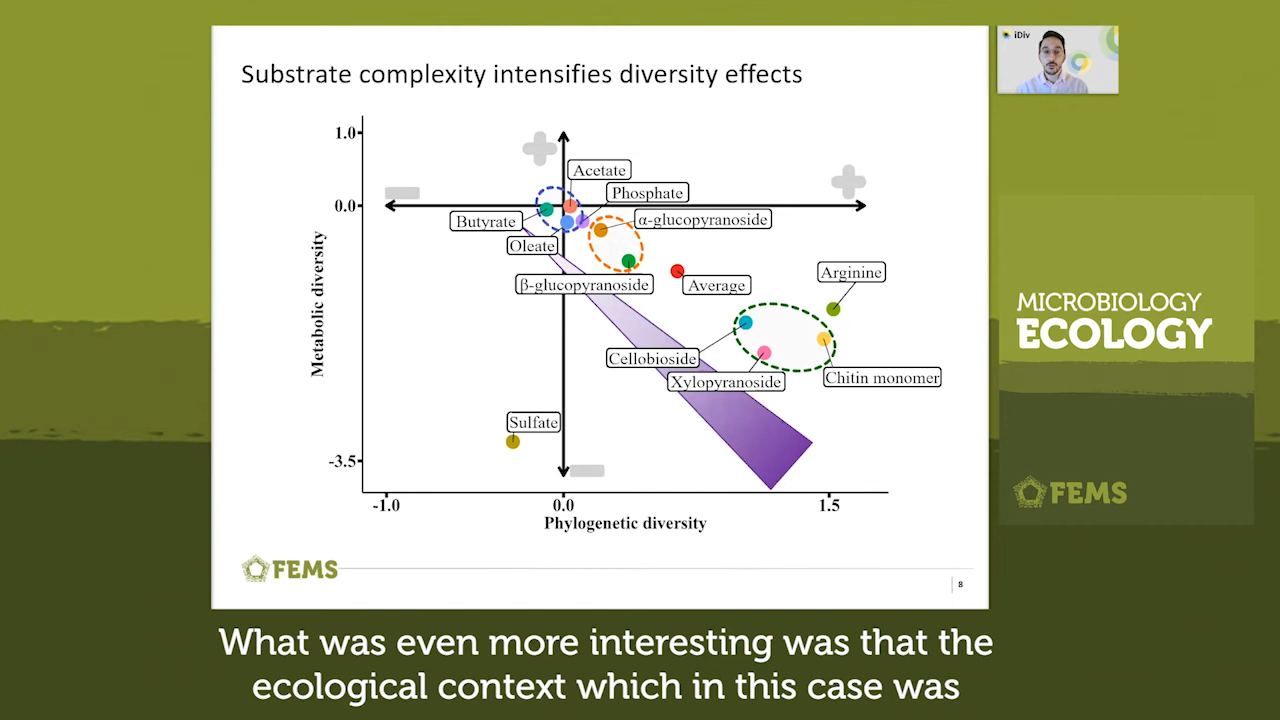 iDiv
Substrate complexity intensifies diversity effects
1.0
Acetate
Phosphate
0.0
Butyrate
α-glucopyranoside
Oleate
Arginine
β-glucopyranoside
Average
Metabolic diversity
Cellobioside
Xylopyranoside
Chitin monomer
Sulfate
-3.5
-1.0
0.0
1.5
Phylogenetic diversity
FEMS
8
MICROBIOLOGY
ECOLOGY
FEMS
What was even more interesting was that the
ecological context which in this case was